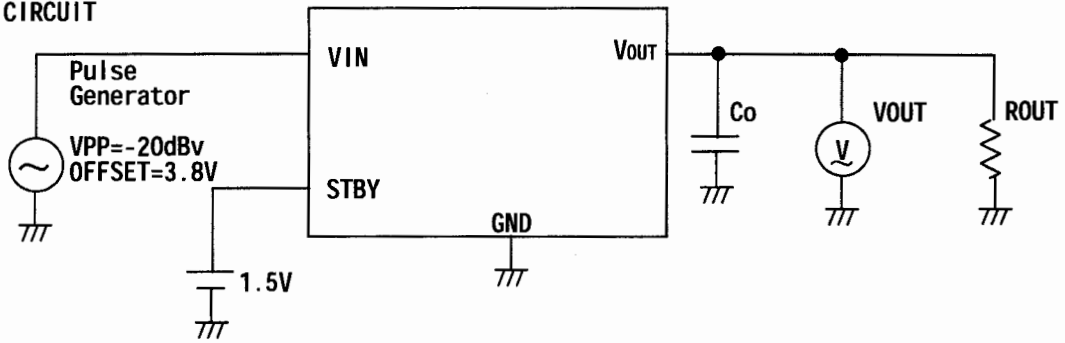 CIRCUIT
VIN
VOUT
Pulse
Generator
VPP=-20dBv
OFFSET=3.8V
Co
VOUT
ROUT
V
STBY
GND
1.5V